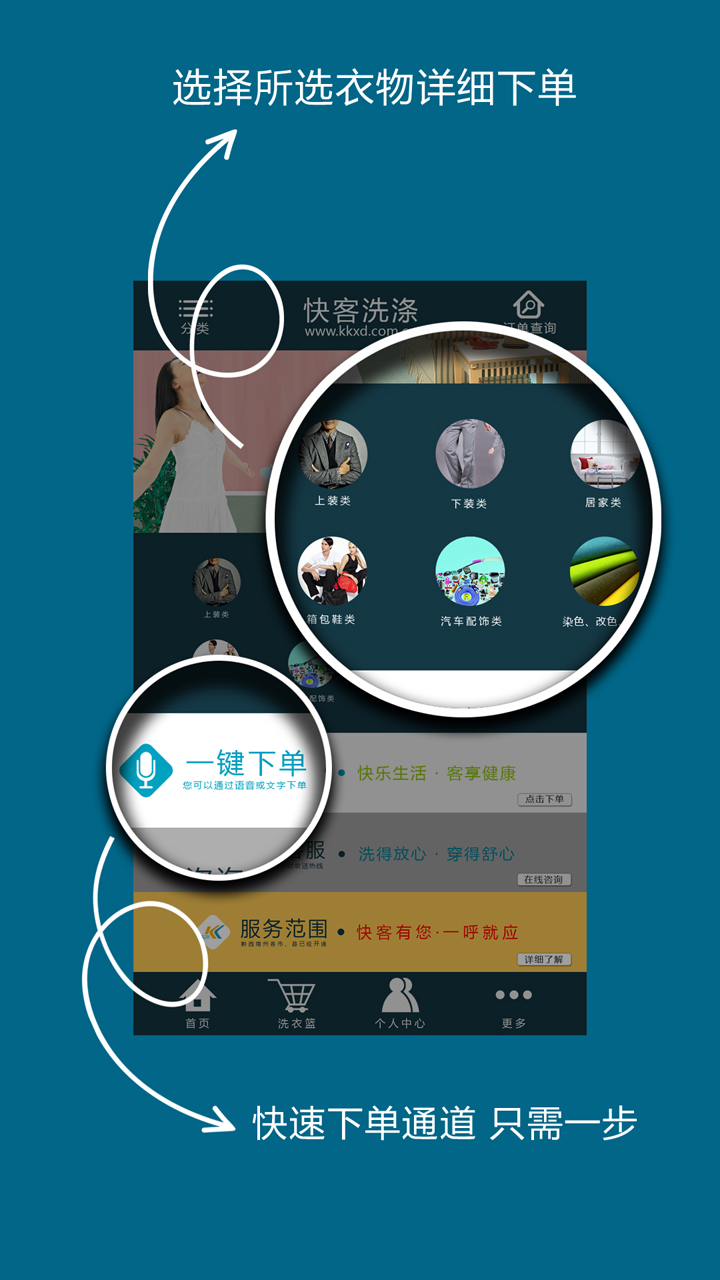 选择所选衣物详细下单
分类
快客洗涤
www.kkxd.com
订单查询
上装类
下装类
居家类
箱包鞋类
汽车配饰类
染色、改色
上装类
配饰类
一键下单
您可以通过语音或文字下单
快乐生活 · 客享健康
点击下单
客服
洗得放心 · 穿得舒心
在线咨询
服务范围
快客有您·一呼就应
详细了解
首页
洗衣篮
个人中心
更多
快速下单通道 只需一步